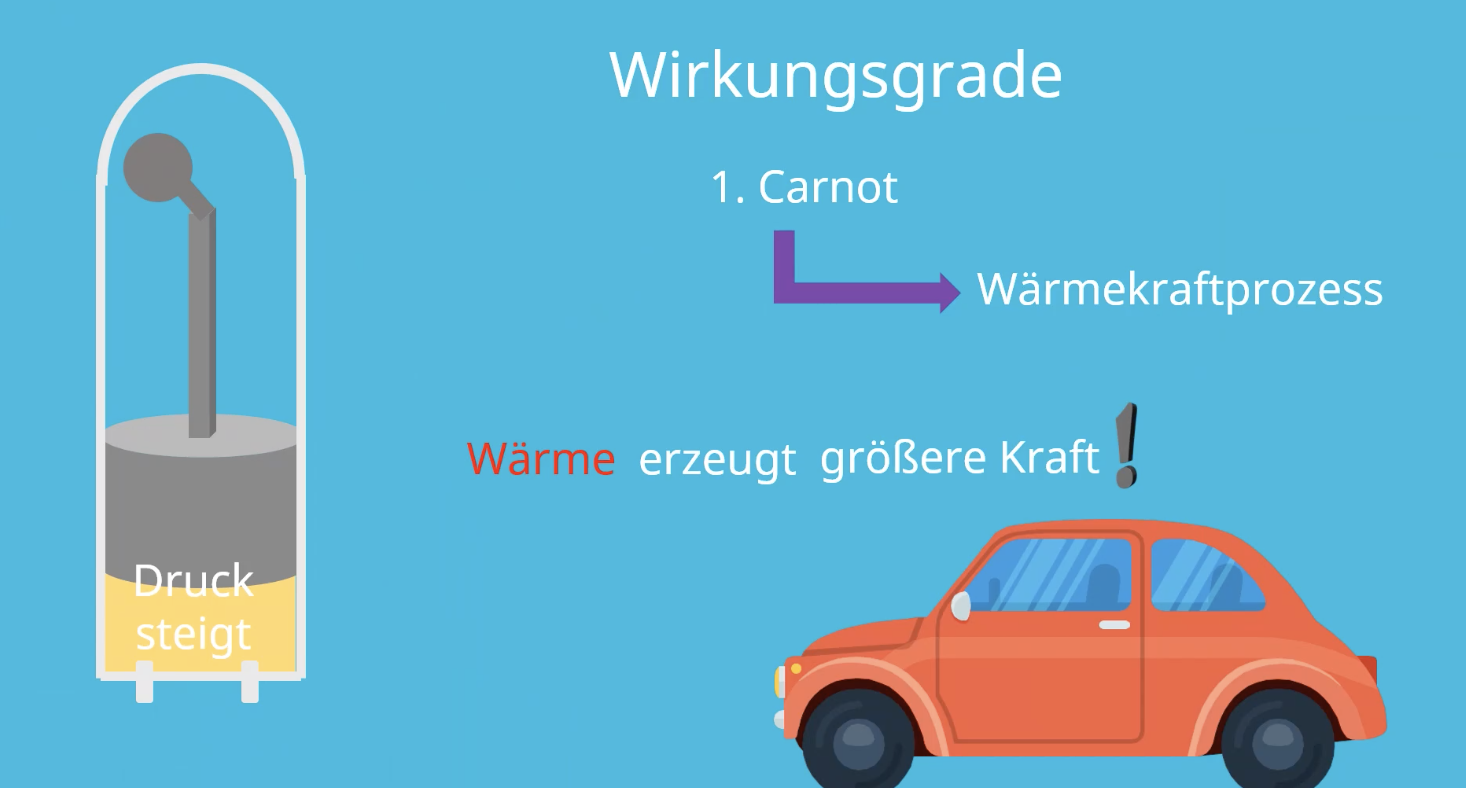 Wirkungsgrade
1. Carnot
Wärmekraftprozess
Wärme erzeugt größere Kraft!
Druck
steigt